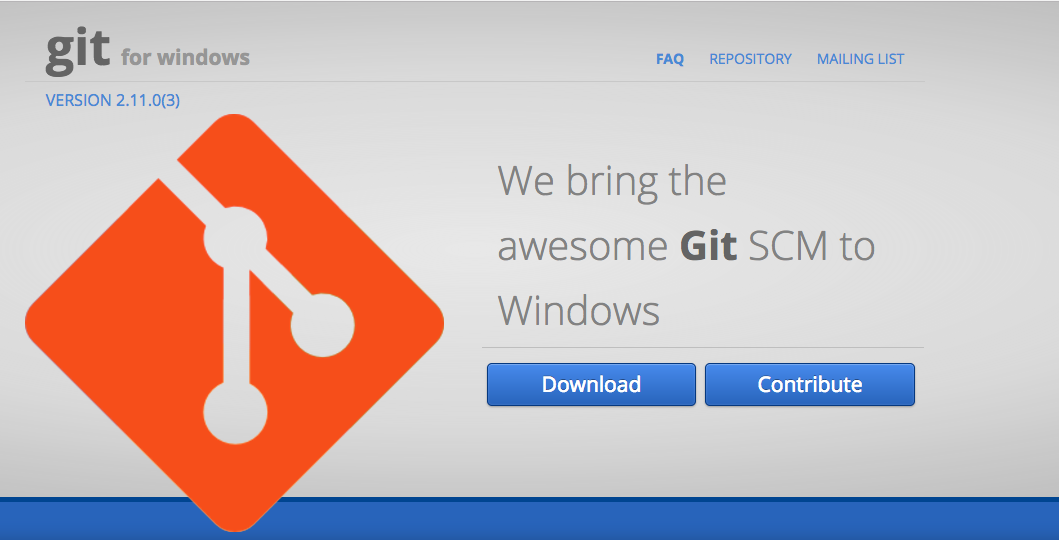 git for windows
FAQ REPOSITORY MAILING LIST
VERSION 2.11.0(3)
We bring the
awesome Git SCM to
Windows
Download Contribute